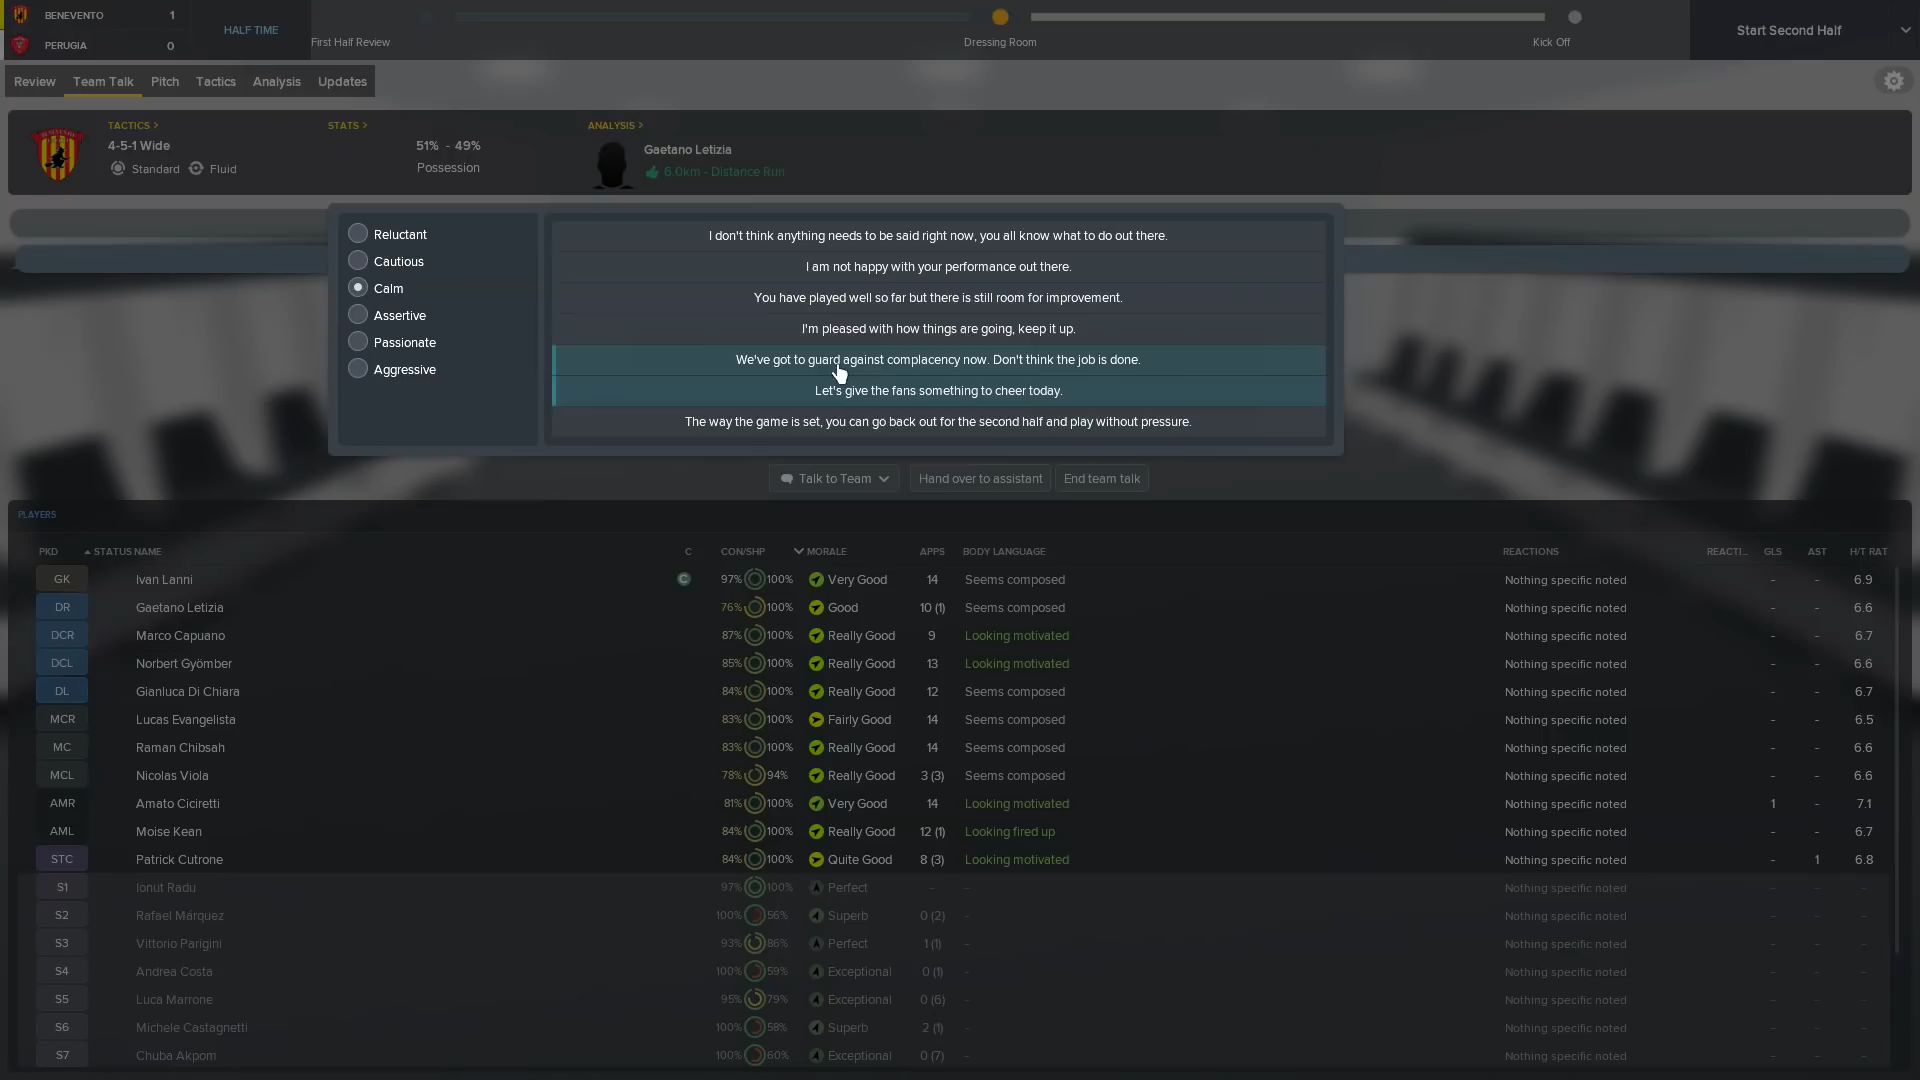 BENEVENTO 1
PERUGIA 0
HALF TIME
First Half Review
Dressing Room
Kick Off
Start Second Half
Review Team Talk Pitch Tactics Analysis Updates
TACTICS >
4-5-1 Wide
Standard Fluid
STATS >
51% - 49%
Possession
ANALYSIS >
Gaetano Letizia
6.0km - Distance Run
Reluctant
Cautious
Calm
Assertive
Passionate
Aggressive
I don't think anything needs to be said right now, you all know what to do out there.
I am not happy with your performance out there.
You have played well so far but there is still room for improvement.
I'm pleased with how things are going, keep it up.
We've got to guard against complacency now. Don't think the job is done.
Let's give the fans something to cheer today.
The way the game is set, you can go back out for the second half and play without pressure.
Talk to Team Hand over to assistant End team talk
PLAYERS
PKD STATUS NAME C CON/SHP MORALE APPS BODY LANGUAGE REACTIONS REACTI... GLS AST H/T RAT
GK Ivan Lanni C 97% 100% Very Good 14 Seems composed Nothing specific noted - - 6.9
DR Gaetano Letizia 76% 100% Good 10 (1) Seems composed Nothing specific noted - - 6.6
DCR Marco Capuano 87% 100% Really Good 9 Looking motivated Nothing specific noted - - 6.7
DCL Norbert Gyömber 85% 100% Really Good 13 Looking motivated Nothing specific noted - - 6.6
DL Gianluca Di Chiara 84% 100% Really Good 12 Seems composed Nothing specific noted - - 6.7
MCR Lucas Evangelista 83% 100% Fairly Good 14 Seems composed Nothing specific noted - - 6.5
MC Raman Chibsah 83% 100% Really Good 14 Seems composed Nothing specific noted - - 6.6
MCL Nicolas Viola 78% 94% Really Good 3 (3) Seems composed Nothing specific noted - - 6.6
AMR Amato Ciciretti 81% 100% Very Good 14 Looking motivated Nothing specific noted 1 - 7.1
AML Moise Kean 84% 100% Really Good 12 (1) Looking fired up Nothing specific noted - - 6.7
STC Patrick Cutrone 84% 100% Quite Good 8 (3) Looking motivated Nothing specific noted - 1 6.8
S1 Ionut Radu 97% 100% Perfect - - Nothing specific noted - - -
S2 Rafael Márquez 100% 56% Superb 0 (2) - Nothing specific noted - - -
S3 Vittorio Parigini 93% 86% Perfect 1 (1) - Nothing specific noted - - -
S4 Andrea Costa 100% 59% Exceptional 0 (1) - Nothing specific noted - - -
S5 Luca Marrone 95% 79% Exceptional 0 (6) - Nothing specific noted - - -
S6 Michele Castagnetti 100% 58% Superb 2 (1) - Nothing specific noted - - -
S7 Chuba Akpom 100% 60% Exceptional 0 (7) - Nothing specific noted - - -